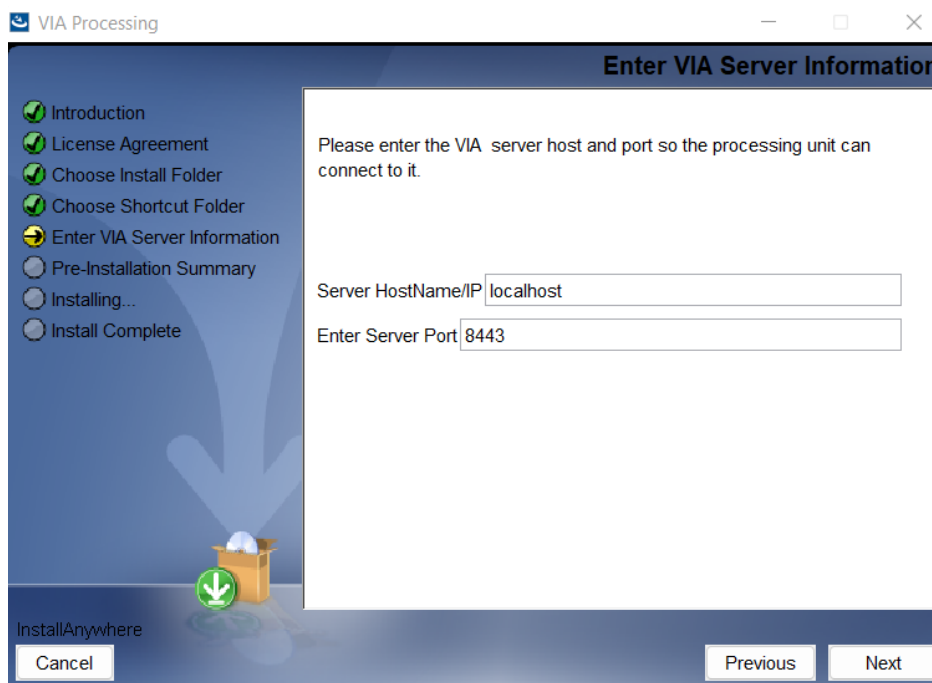 VIA Processing
Enter VIA Server Information
Introduction
License Agreement
Choose Install Folder
Choose Shortcut Folder
Enter VIA Server Information
Pre-Installation Summary
Installing...
Install Complete
Please enter the VIA server host and port so the processing unit can
connect to it.
Server HostName/IP localhost
Enter Server Port 8443
InstallAnywhere
Cancel
Previous
Next